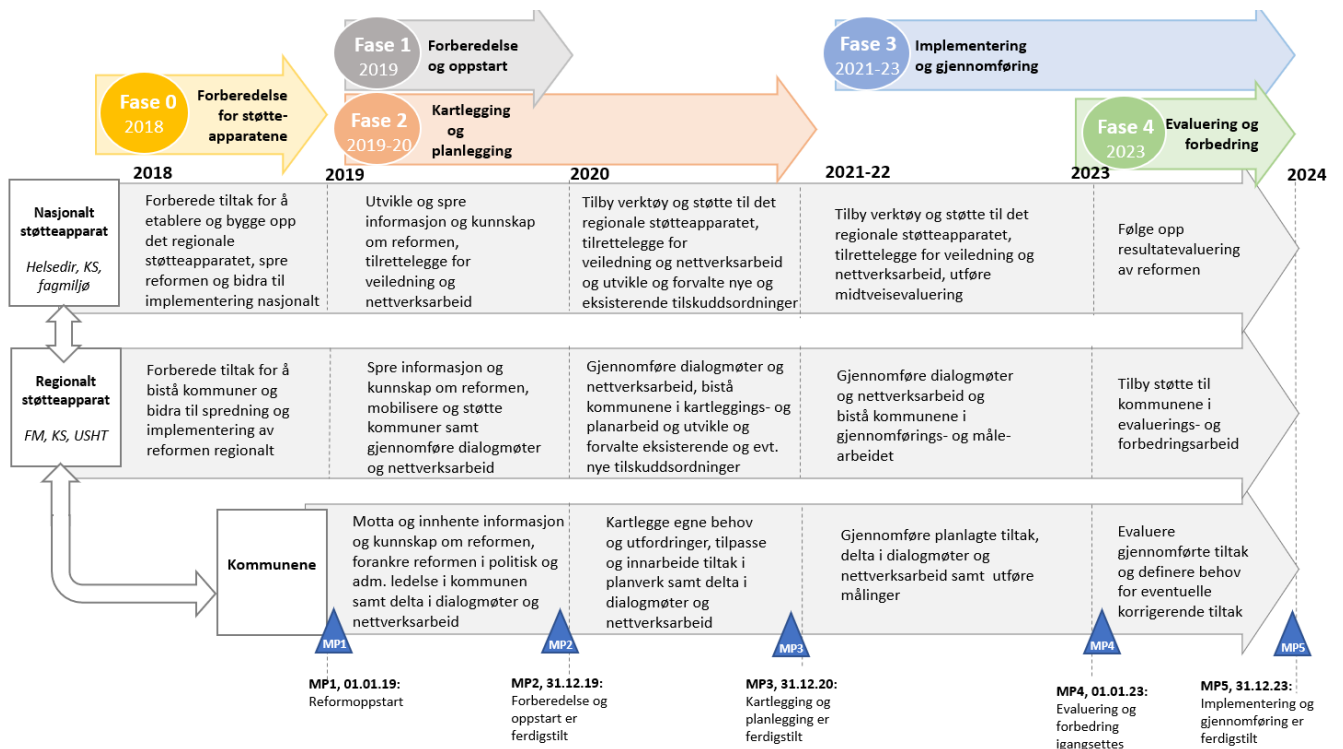 Fase 0
2018
Forberedelse
for støtte-
apparatene
Fase 1
2019
Forberedelse
og oppstart
Fase 2
2019-20
Kartlegging
og
planlegging
Fase 3
2021-23
Implementering
og gjennomføring
Fase 4
2023
Evaluering og
forbedring
2018
2019
2020
2021-22
2023
2024
Nasjonalt
støtteapparat
Helsedir, KS,
fagmiljø
Forberede tiltak for å
etablere og bygge opp
det regionale
støtteapparatet, spre
reformen og bidra til
implementering nasjonalt
Utvikle og spre
informasjon og kunnskap
om reformen,
tilrettelegge for
veiledning og
nettverksarbeid
Tilby verktøy og støtte til det
regionale støtteapparatet,
tilrettelegge for
veiledning og nettverksarbeid
og utvikle og forvalte nye og
eksisterende tilskuddsordninger
Tilby verktøy og støtte til det
regionale støtteapparatet,
tilrettelegge for veiledning og
nettverksarbeid, utføre
midtveisevaluering
Følge opp
resultatevaluering
av reformen
Regionalt
støtteapparat
FM, KS, USHT
Forberede tiltak for å
bistå kommuner og
bidra til spredning og
implementering av
reformen regionalt
Spre informasjon og
kunnskap om reformen,
mobilisere og støtte
kommuner samt
gjennomføre dialogmøter
og nettverksarbeid
Gjennomføre dialogmøter og
nettverksarbeid, bistå
kommunene i kartleggings- og
planarbeid og utvikle og
forvalte eksisterende og evt.
nye tilskuddsordninger
Gjennomføre dialogmøter
og nettverksarbeid og
bistå kommunene i
gjennomførings- og måle-
arbeidet
Tilby støtte til
kommunene i
evaluerings- og
forbedringsarbeid
Kommunene
Motta og innhente informasjon
og kunnskap om reformen,
forankre reformen i politisk og
adm. ledelse i kommunen
samt delta i dialogmøter og
nettverksarbeid
Kartlegge egne behov
og utfordringer, tilpasse
og innarbeide tiltak i
planverk samt delta i
dialogmøter og
nettverksarbeid
Gjennomføre planlagte tiltak,
delta i dialogmøter og
nettverksarbeid samt utføre
målinger
Evaluere
gjennomførte tiltak
og definere behov
for eventuelle
korrigerende tiltak
MP1
MP2
MP3
MP4
MP5
MP1, 01.01.19:
Reformoppstart
MP2, 31.12.19:
Forberedelse og
oppstart er
ferdigstilt
MP3, 31.12.20:
Kartlegging og
planlegging er
ferdigstilt
MP4, 01.01.23:
Evaluering og
forbedring
igangsettes
MP5, 31.12.23:
Implementering og
gjennomføring er
ferdigstilt